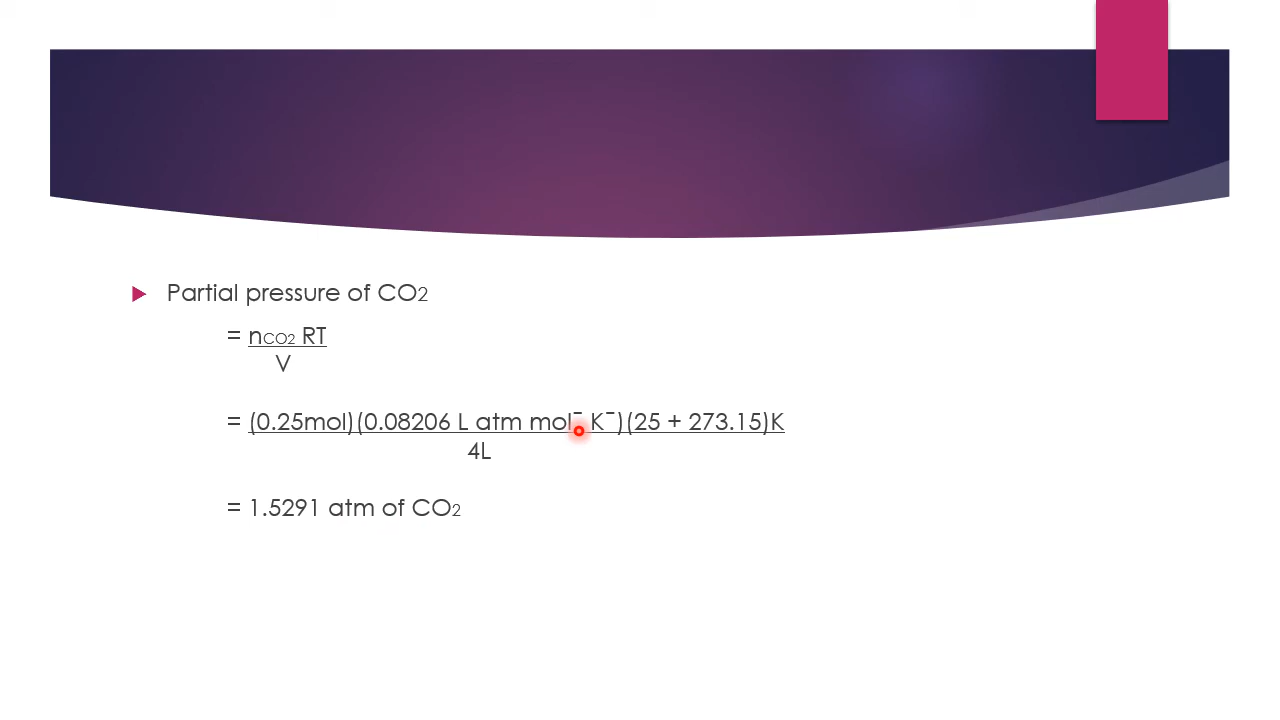 Partial pressure of CO2
= nCO2 RT
V
= (0.25mol)(0.08206 L atm mol⁻ K⁻)(25 + 273.15)K
4L
= 1.5291 atm of CO2